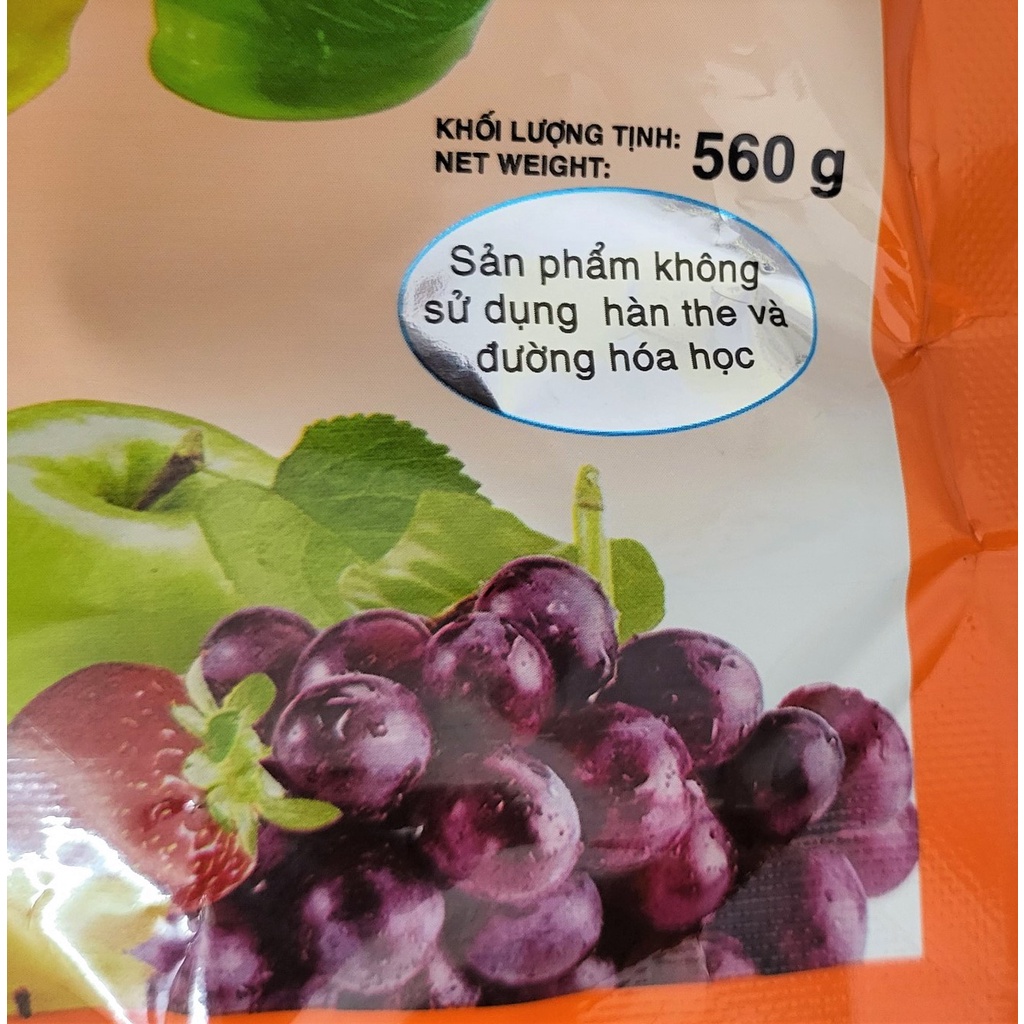 KHỐI LƯỢNG TỊNH: 560 g
NET WEIGHT:
Sản phẩm không
sử dụng hàn the và
đường hóa học